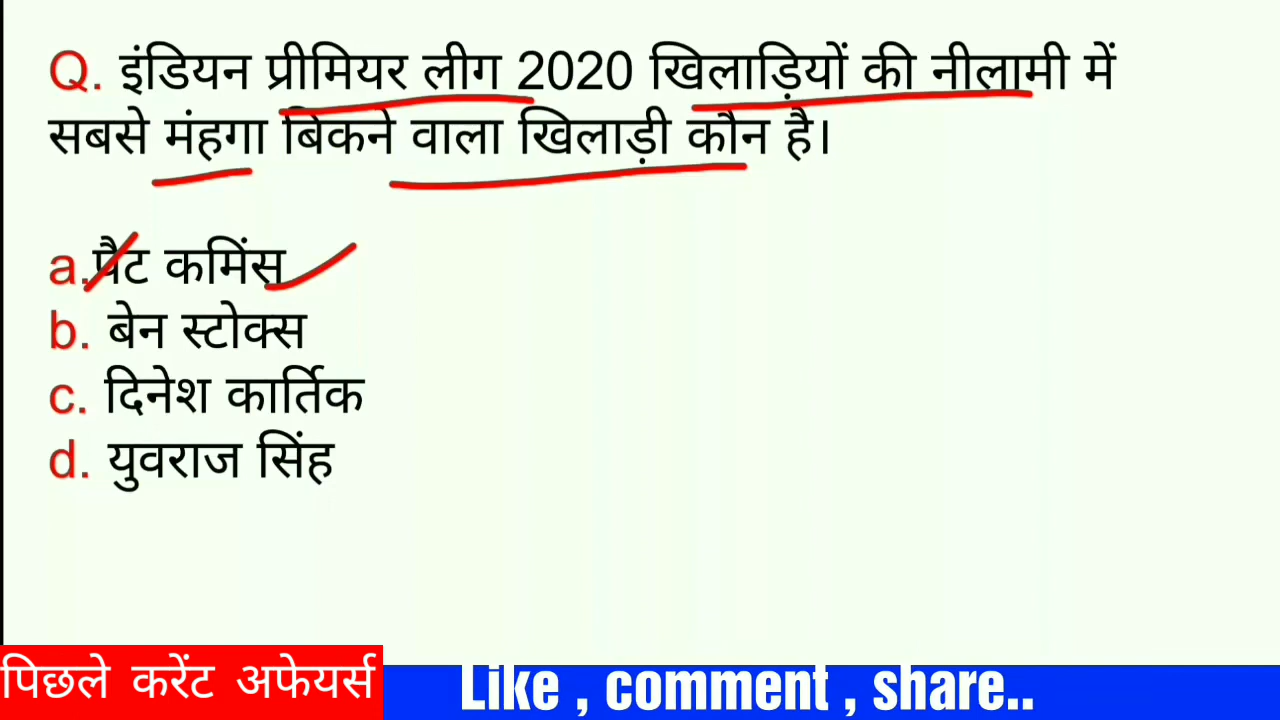 Q. इंडियन प्रीमियर लीग 2020 खिलाड़ियों की नीलामी में
सबसे मंहगा बिकने वाला खिलाड़ी कौन है।
a.पैट कमिंस
b. बेन स्टोक्स
c. दिनेश कार्तिक
d. युवराज सिंह
पिछले करेंट अफेयर्स
Like , comment , share..